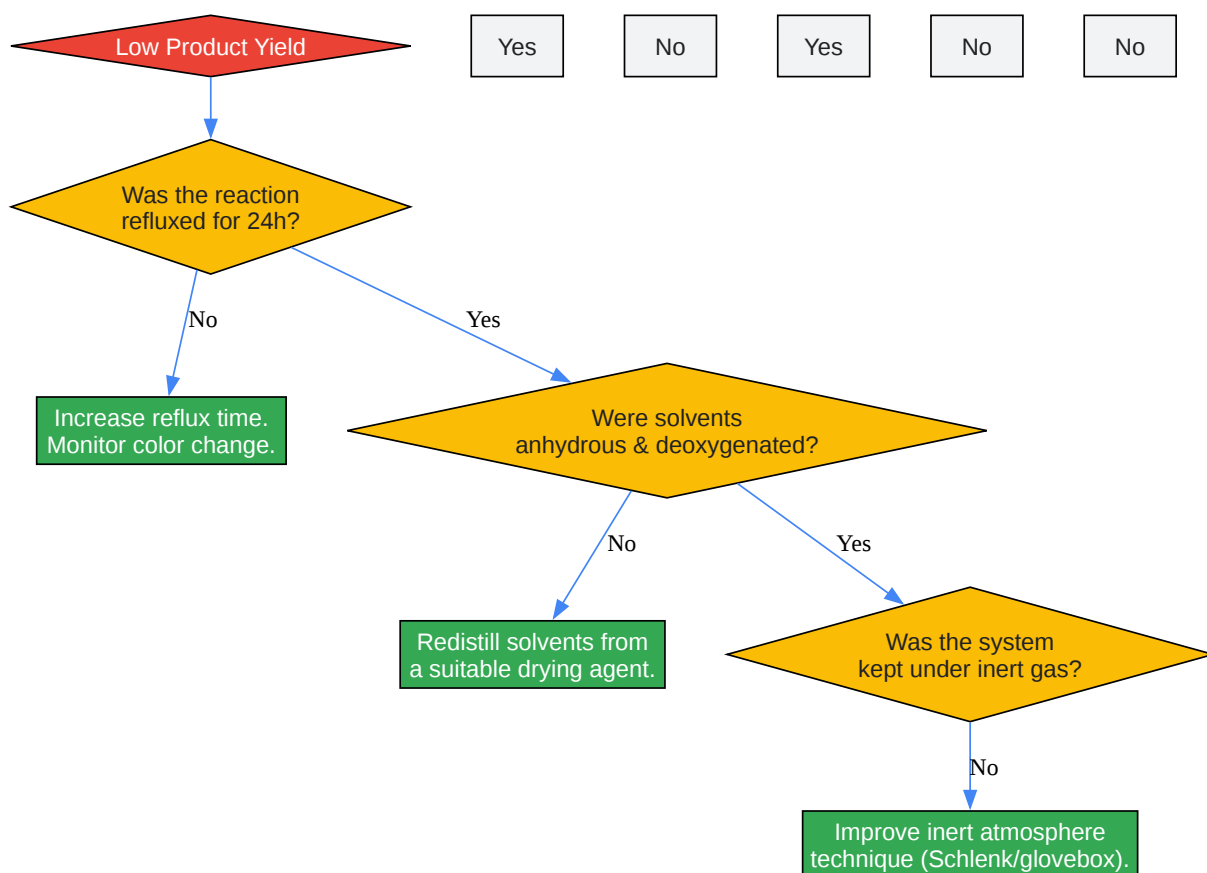 Low Product Yield
Yes
No
Yes
No
No
Was the reaction
refluxed for 24h?
No
Yes
Increase reflux time.
Monitor color change.
Were solvents
anhydrous & deoxygenated?
No
Yes
Redistill solvents from
a suitable drying agent.
Was the system
kept under inert gas?
No
Improve inert atmosphere
technique (Schlenk/glovebox).